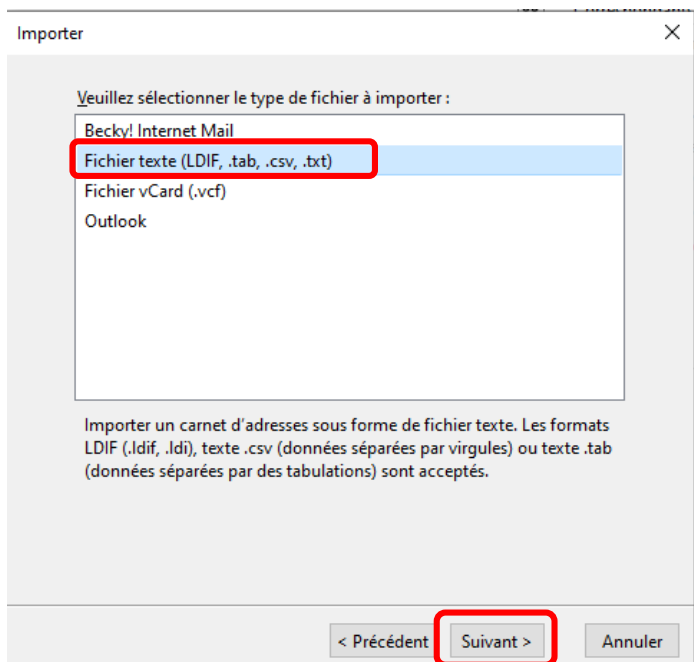 Importer
Veuillez sélectionner le type de fichier à importer :
Becky! Internet Mail
Fichier texte (LDIF, .tab, .csv, .txt)
Fichier vCard (.vcf)
Outlook
Importer un carnet d'adresses sous forme de fichier texte. Les formats
LDIF (.ldif, .ldi), texte .csv (données séparées par virgules) ou texte .tab
(données séparées par des tabulations) sont acceptés.
< Précédent Suivant > Annuler